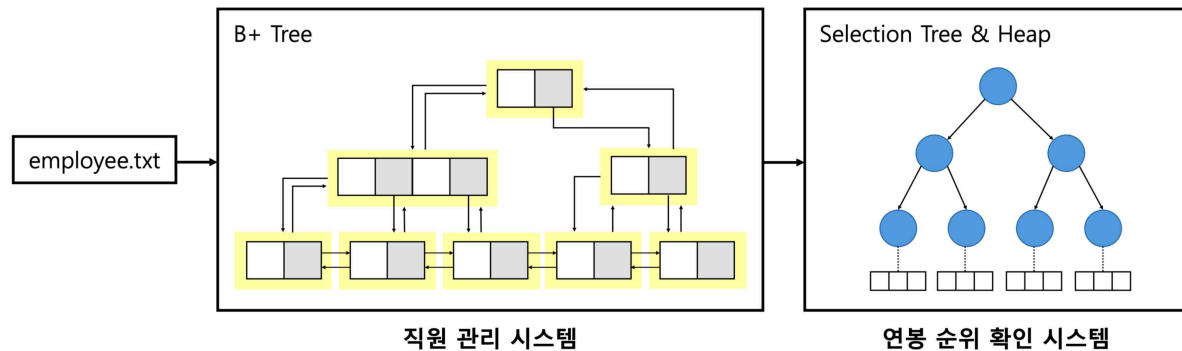 B+ Tree
Selection Tree & Heap
employee.txt
직원 관리 시스템
연봉 순위 확인 시스템